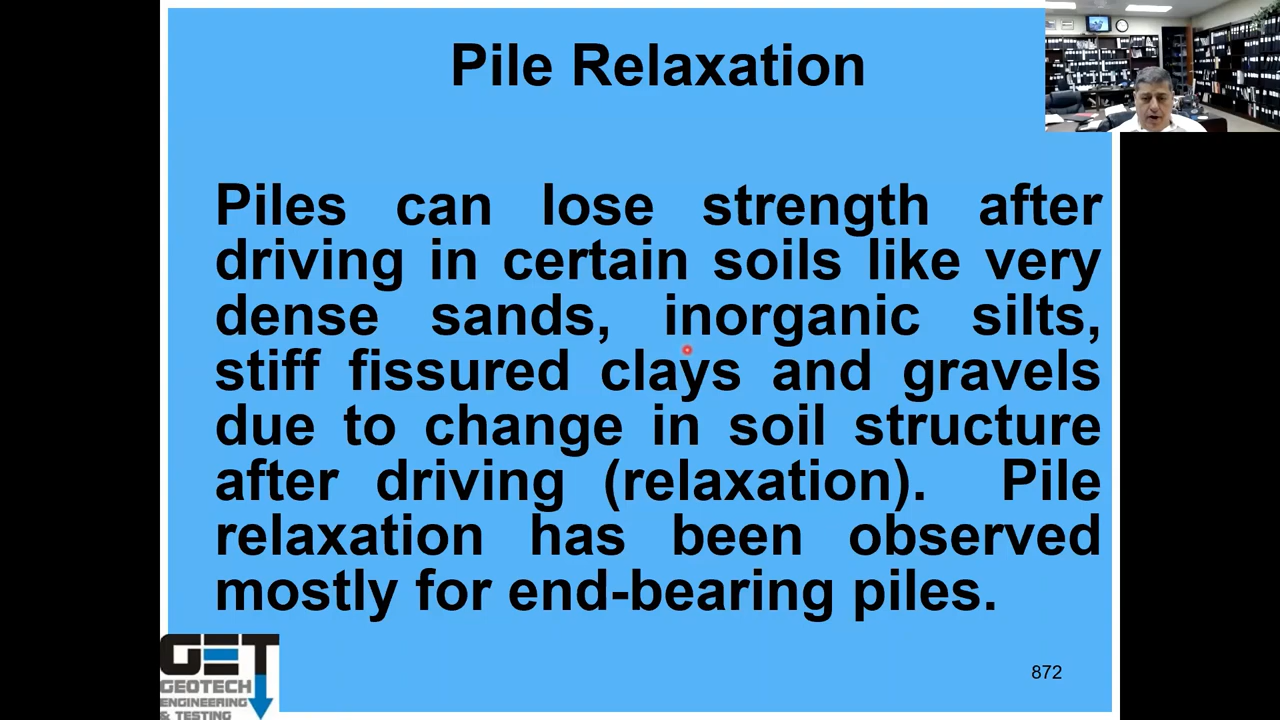 Pile Relaxation
Piles can lose strength after
driving in certain soils like very
dense sands, inorganic silts,
stiff fissured clays and gravels
due to change in soil structure
after driving (relaxation). Pile
relaxation has been observed
mostly for end-bearing piles.
GET
GEOTECH
ENGINEERING
& TESTING
872